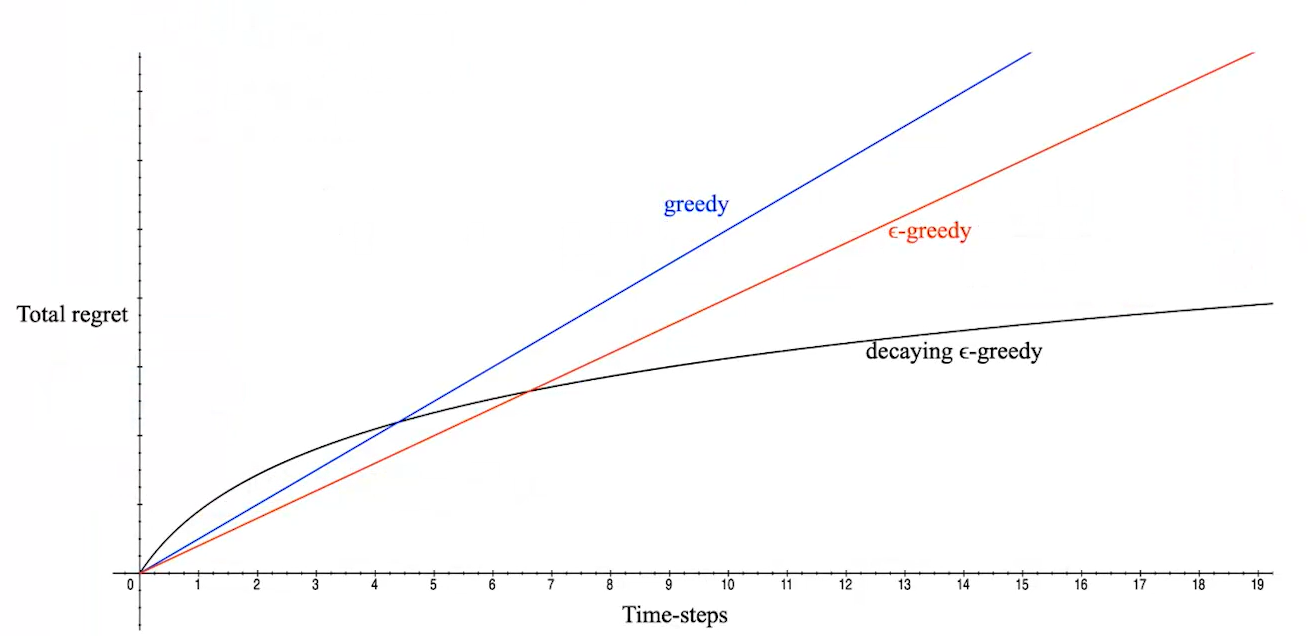 greedy
ϵ-greedy
Total regret
decaying ϵ-greedy
0 1 2 3 4 5 6 7 8 9 10 11 12 13 14 15 16 17 18 19
Time-steps